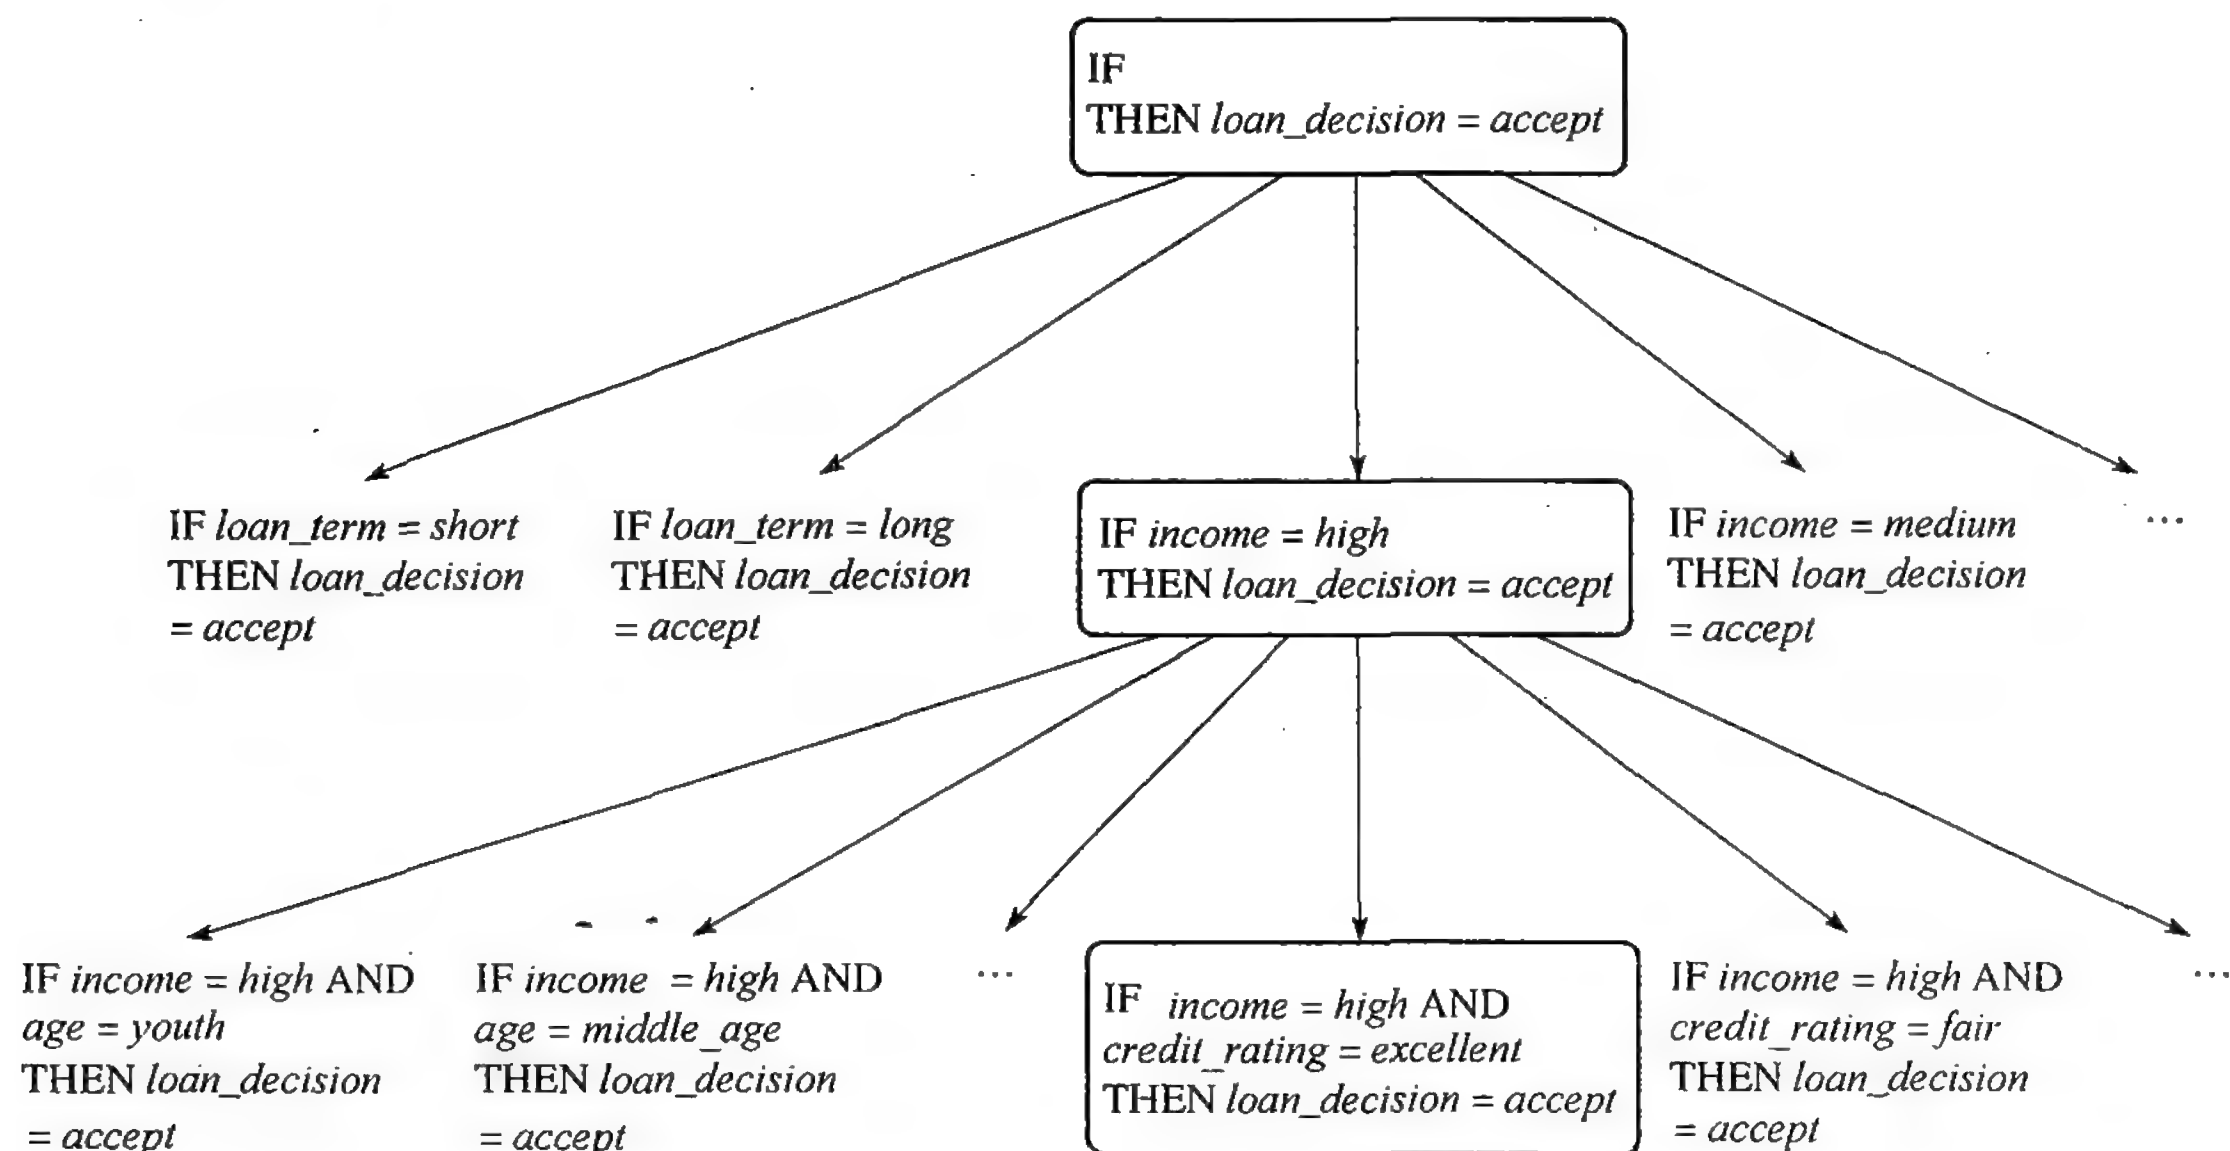 IF
THEN loan_decision = accept
IF loan_term = short
THEN loan_decision
= accept
IF loan_term = long
THEN loan_decision
= accept
IF income = high
THEN loan_decision = accept
IF income = medium
THEN loan_decision
= accept
...
IF income = high AND
age = youth
THEN loan_decision
= accept
IF income = high AND
age = middle_age
THEN loan_decision
= accept
...
IF income = high AND
credit_rating = excellent
THEN loan_decision = accept
IF income = high AND
credit_rating = fair
THEN loan_decision
= accept
...